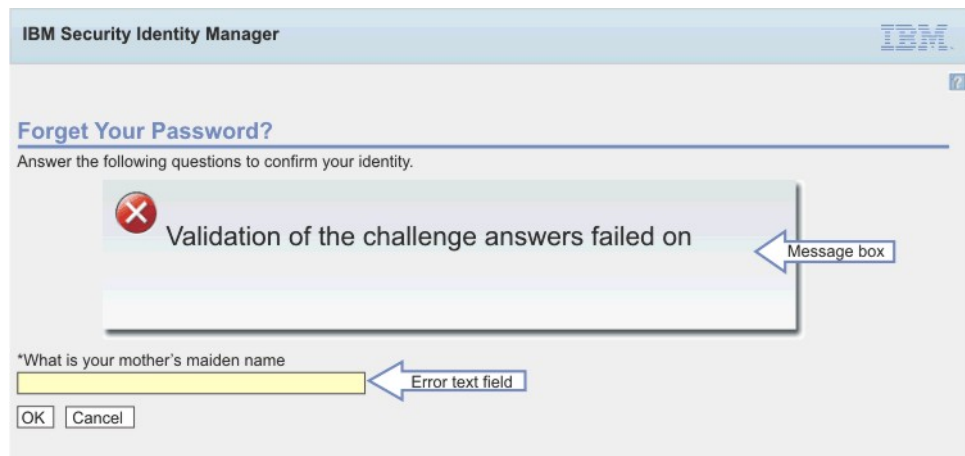 IBM Security Identity Manager
IBM.
?
Forget Your Password?
Answer the following questions to confirm your identity.
Validation of the challenge answers failed on
Message box
*What is your mother's maiden name
Error text field
OK Cancel